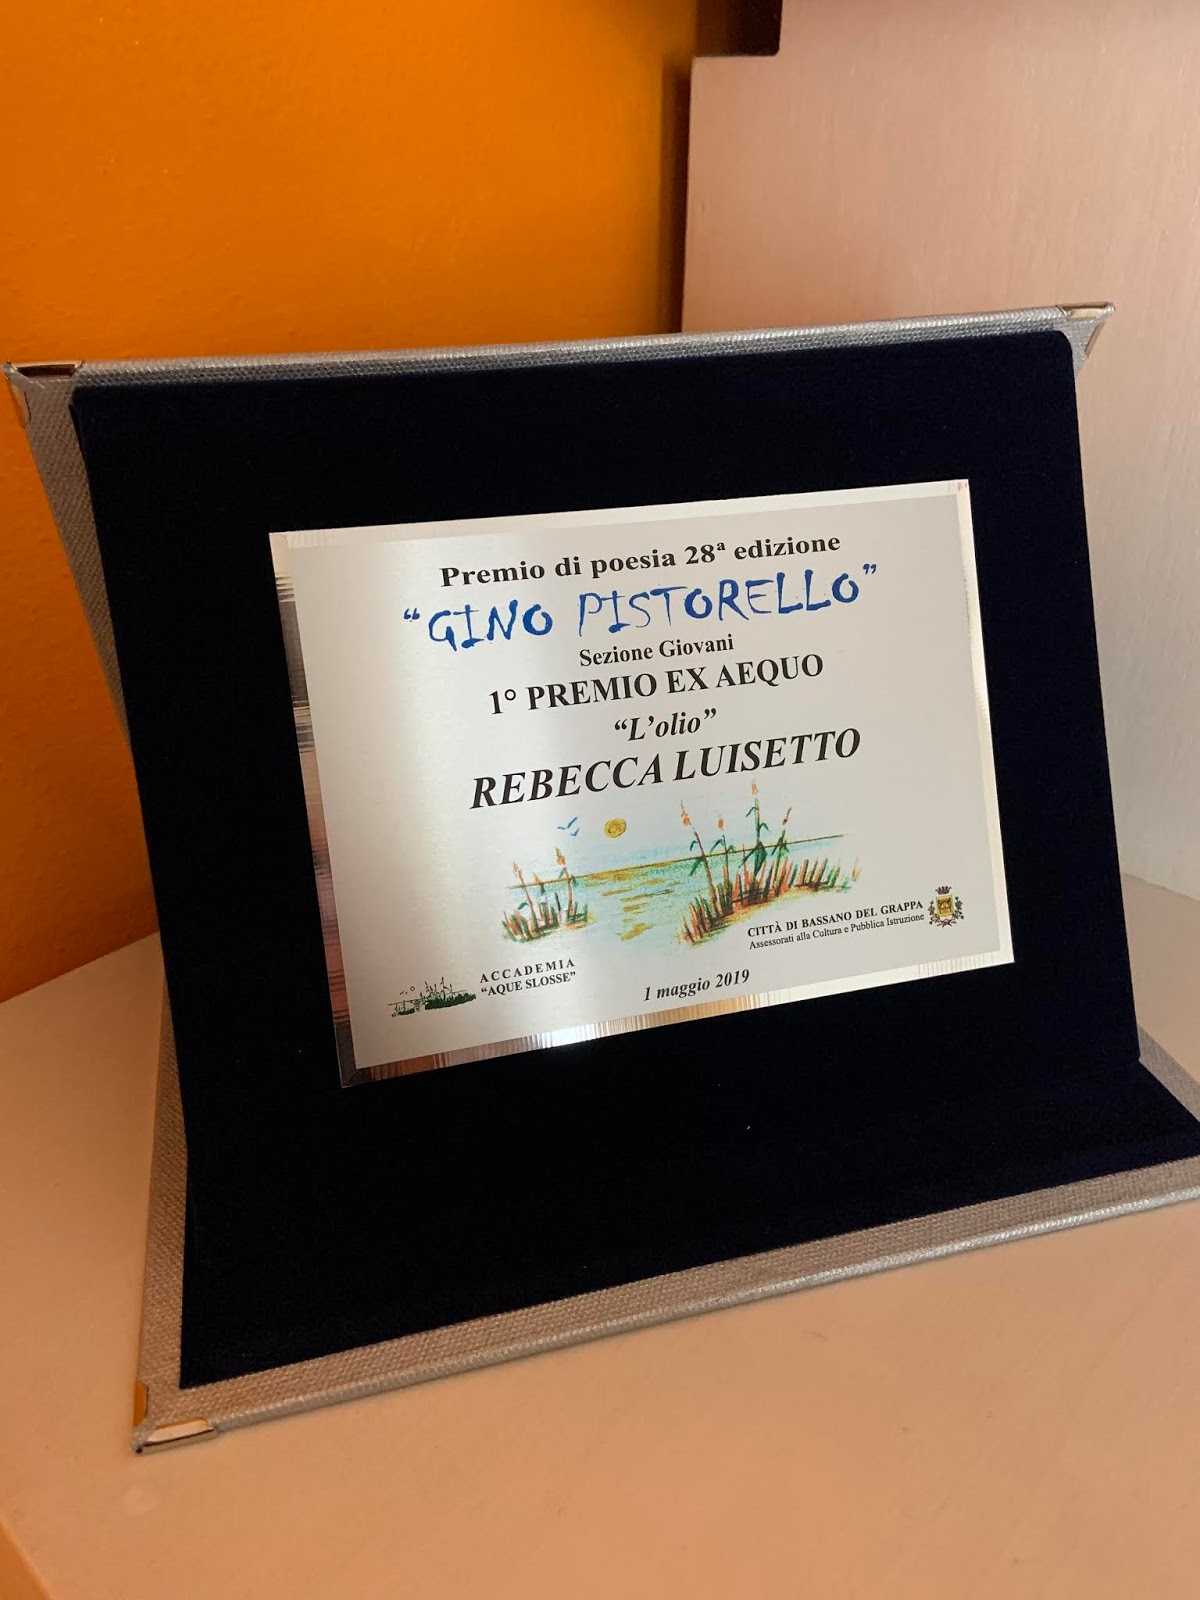 Premio di poesia 28ª edizione
“GINO PISTORELLO”
Sezione Giovani
1° PREMIO EX AEQUO
“L’olio”
REBECCA LUISETTO
CITTÀ DI BASSANO DEL GRAPPA
Assessorati alla Cultura e Pubblica Istruzione
ACCADEMIA
“AQUE SLOSSE”
1 maggio 2019